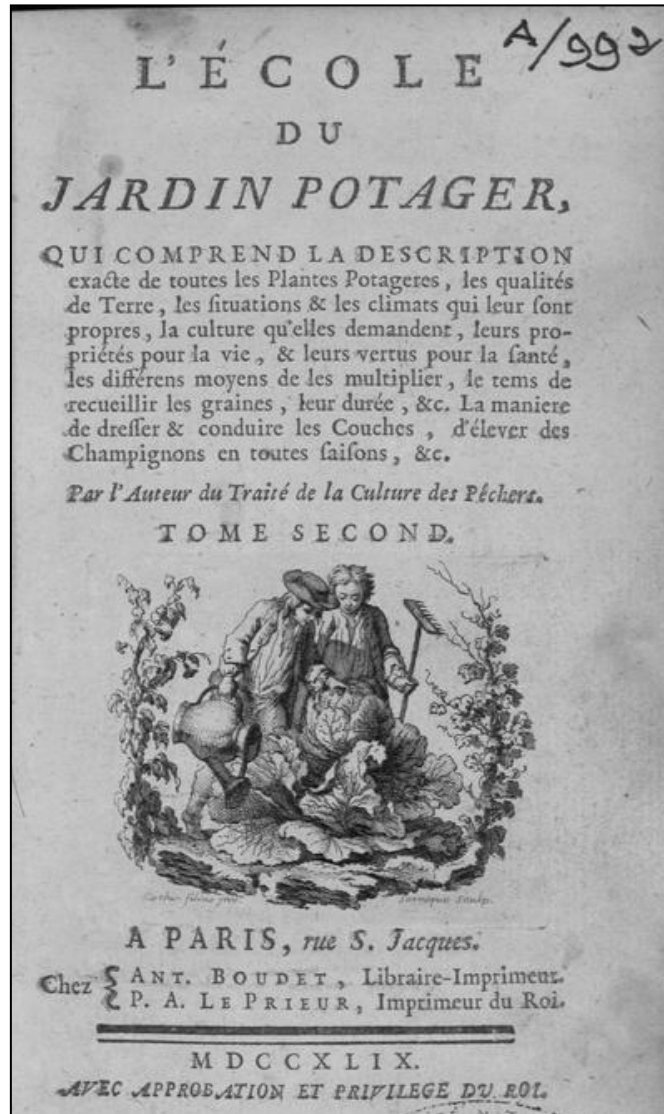 A/992
L'ÉCOLE
DU
JARDIN POTAGER,
QUI COMPREND LA DESCRIPTION
exacte de toutes les Plantes Potageres, les qualités
de Terre, les situations & les climats qui leur sont
propres, la culture qu'elles demandent, leurs pro-
priétés pour la vie, & leurs vertus pour la santé,
les différens moyens de les multiplier, le tems de
recueillir les graines, leur durée, &c. La maniere
de dresser & conduire les Couches, d'élever des
Champignons en toutes saisons, &c.
Par l'Auteur du Traité de la Culture des Pêchers.
TOME SECOND.
filius inv. Sculp.
A PARIS, rue S. Jacques.
Chez { ANT. BOUDET, Libraire-Imprimeur.
P. A. LE PRIEUR, Imprimeur du Roi.
MDCCXLIX.
AVEC APPROBATION ET PRIVILEGE DU ROI.